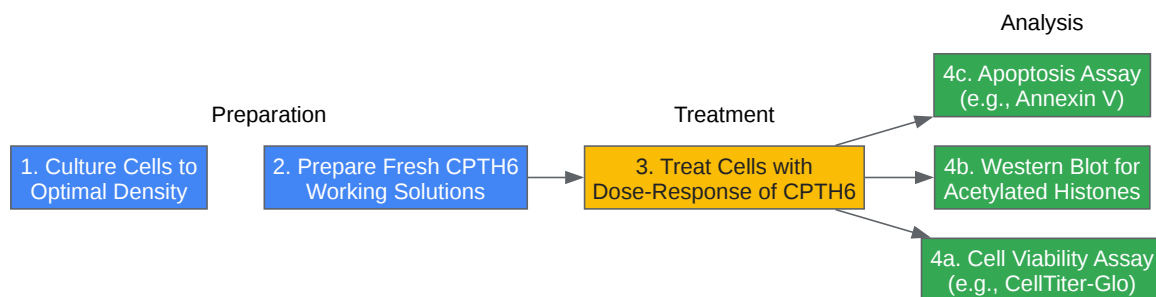 Analysis
4c. Apoptosis Assay
(e.g., Annexin V)
Preparation
Treatment
1. Culture Cells to
Optimal Density
2. Prepare Fresh CPTH6
Working Solutions
3. Treat Cells with
Dose-Response of CPTH6
4b. Western Blot for
Acetylated Histones
4a. Cell Viability Assay
(e.g., CellTiter-Glo)